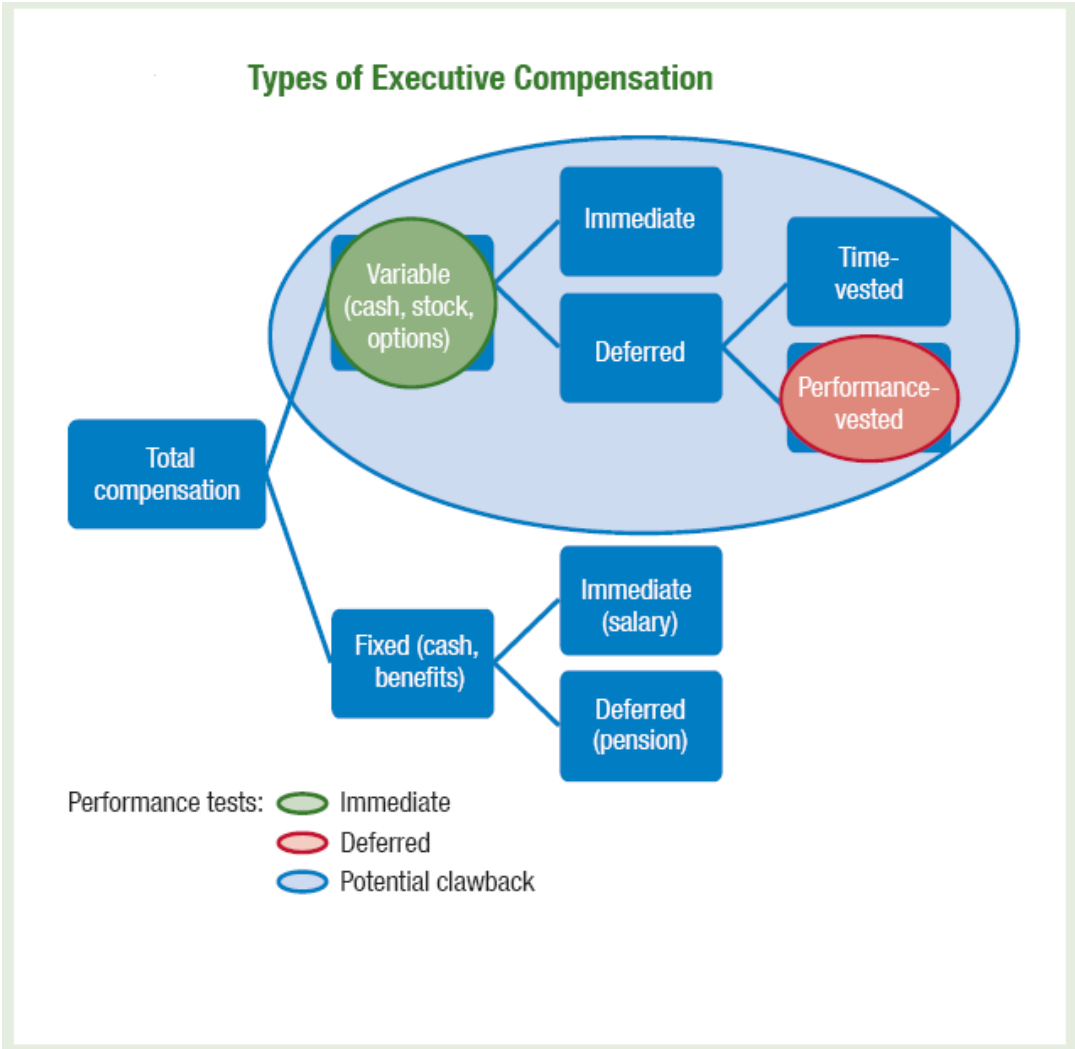 Types of Executive Compensation
Immediate
Variable
(cash, stock,
options)
Time-
vested
Deferred
Performance-
vested
Total
compensation
Immediate
(salary)
Fixed (cash,
benefits)
Deferred
(pension)
Performance tests:
Immediate
Deferred
Potential clawback